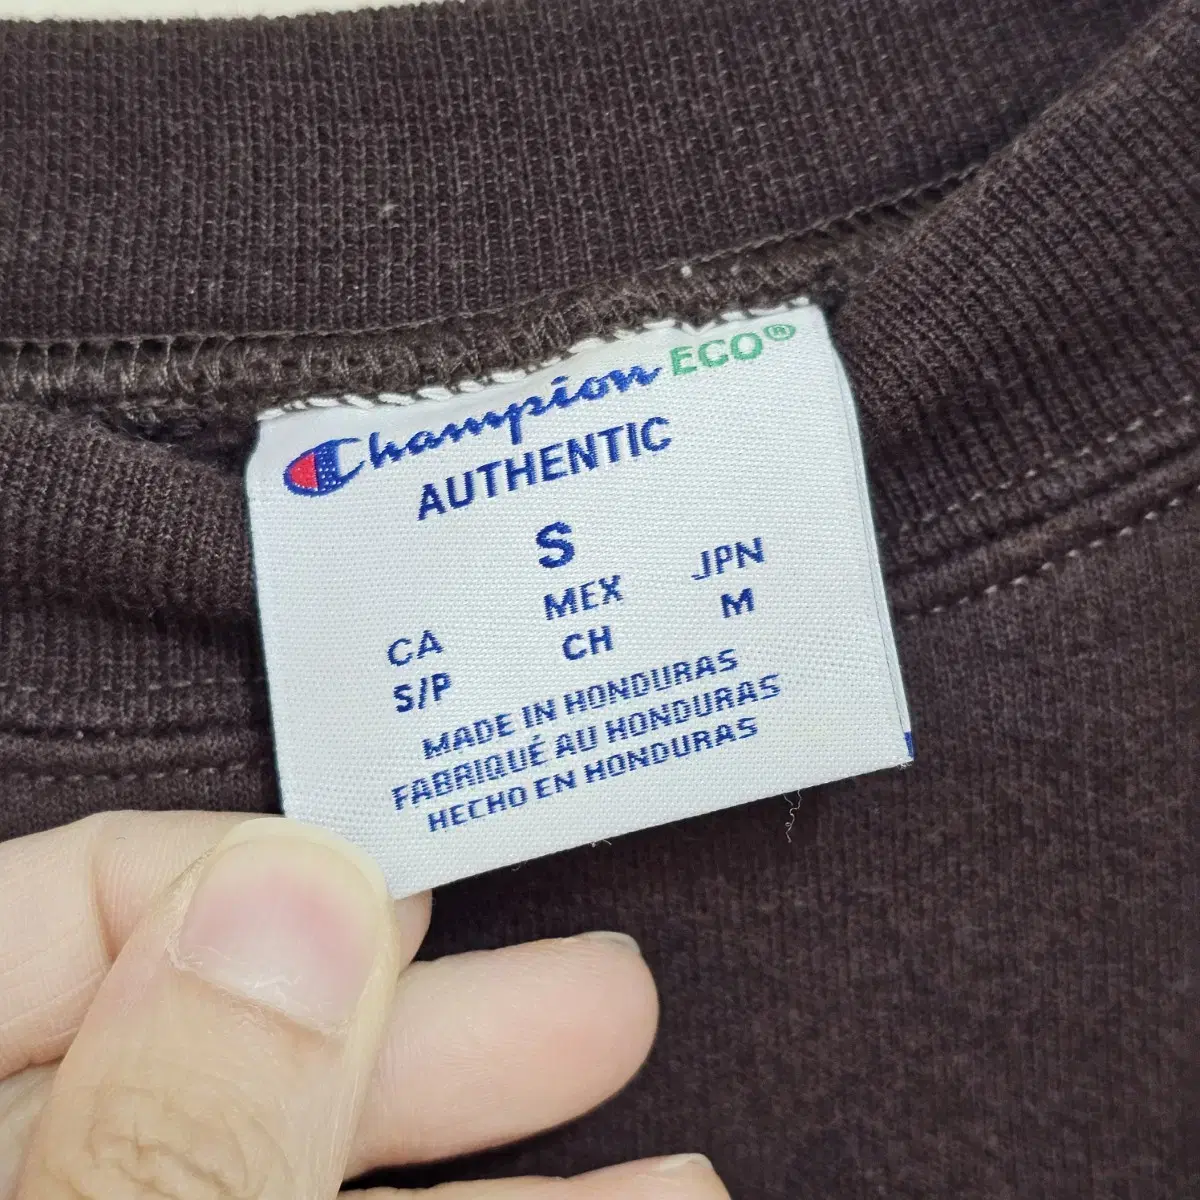 Champion ECO®
AUTHENTIC
S
CA MEX JPN
S/P CH M
MADE IN HONDURAS
FABRIQUÉ AU HONDURAS
HECHO EN HONDURAS